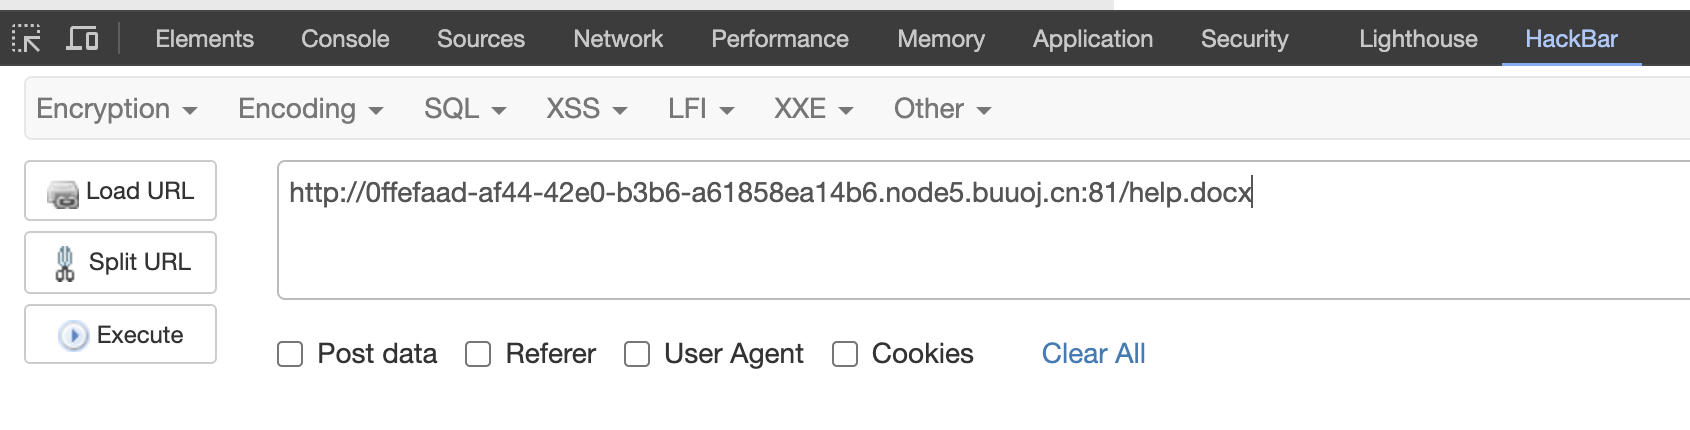 Elements Console Sources Network Performance Memory Application Security Lighthouse HackBar
Encryption Encoding SQL XSS LFI XXE Other
Load URL
http://0ffefaad-af44-42e0-b3b6-a61858ea14b6.node5.buuoj.cn:81/help.docx
Split URL
Execute
Post data Referer User Agent Cookies Clear All